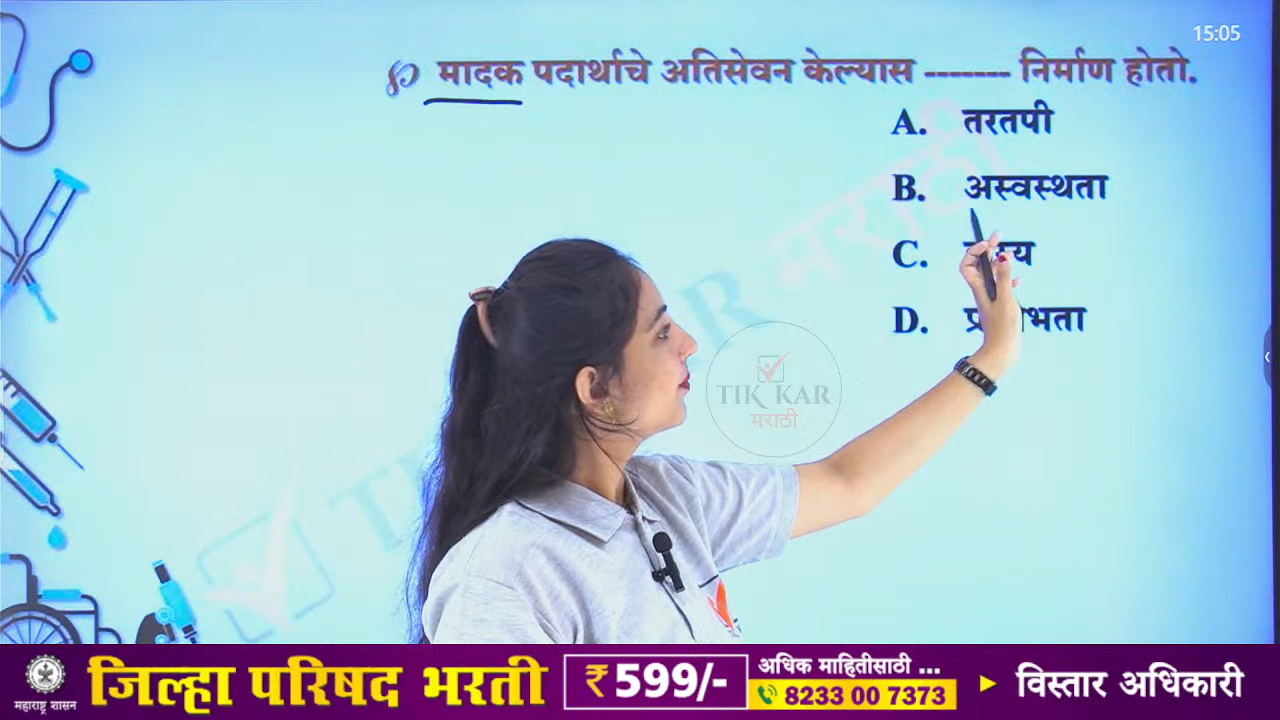 15:05
मादक पदार्थाचे अतिसेवन केल्यास ------- निर्माण होतो.
A. तरतपी
B. अस्वस्थता
C.
D.
TIK KAR
मराठी
महाराष्ट्र शासन
जिल्हा परिषद भरती
₹599/-
अधिक माहितीसाठी ...
8233 00 7373
विस्तार अधिकारी